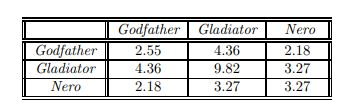 Godfather Gladiator Nero
Godfather 2.55 4.36 2.18
Gladiator 4.36 9.82 3.27
Nero 2.18 3.27 3.27